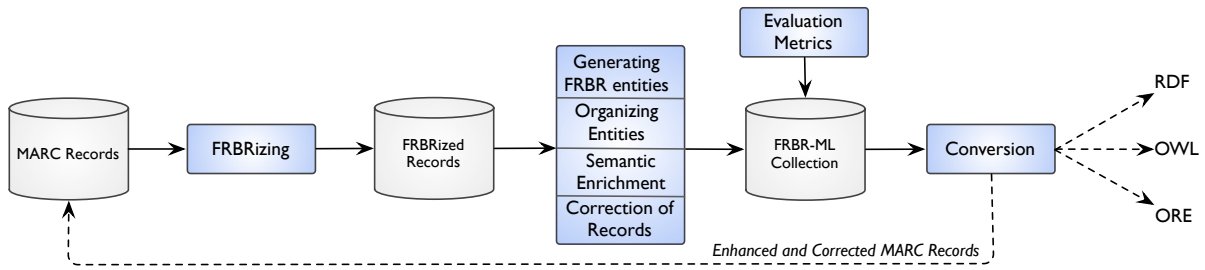 MARC Records
FRBRizing
FRBRized
Records
Generating
FRBR entities
Organizing
Entities
Semantic
Enrichment
Correction of
Records
Evaluation
Metrics
FRBR-ML
Collection
Conversion
RDF
OWL
ORE
Enhanced and Corrected MARC Records